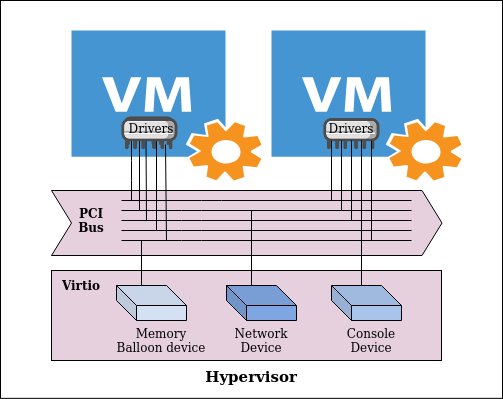 VM
VM
Drivers
Drivers
PCI
Bus
Virtio
Memory
Balloon device
Network
Device
Console
Device
Hypervisor